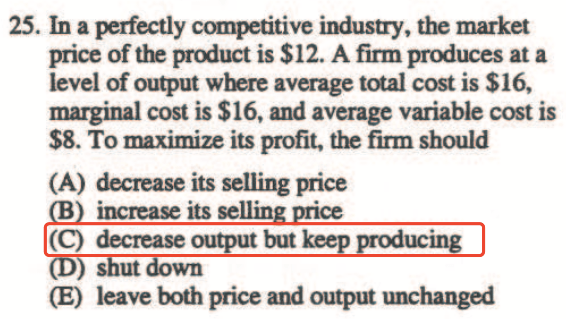 25. In a perfectly competitive industry, the market
price of the product is $12. A firm produces at a
level of output where average total cost is $16,
marginal cost is $16, and average variable cost is
$8. To maximize its profit, the firm should
(A) decrease its selling price
(B) increase its selling price
(C) decrease output but keep producing
(D) shut down
(E) leave both price and output unchanged